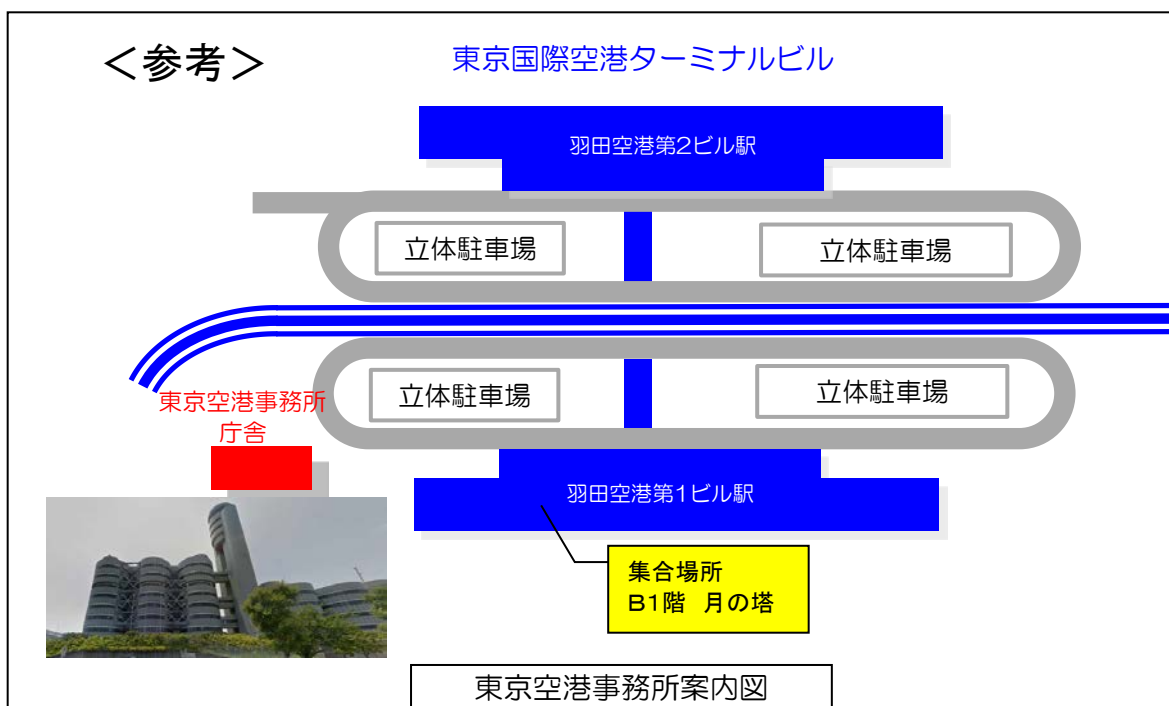 ＜参考＞
東京国際空港ターミナルビル
羽田空港第2ビル駅
立体駐車場
立体駐車場
立体駐車場
立体駐車場
東京空港事務所
庁舎
羽田空港第1ビル駅
集合場所
B1階 月の塔
東京空港事務所案内図